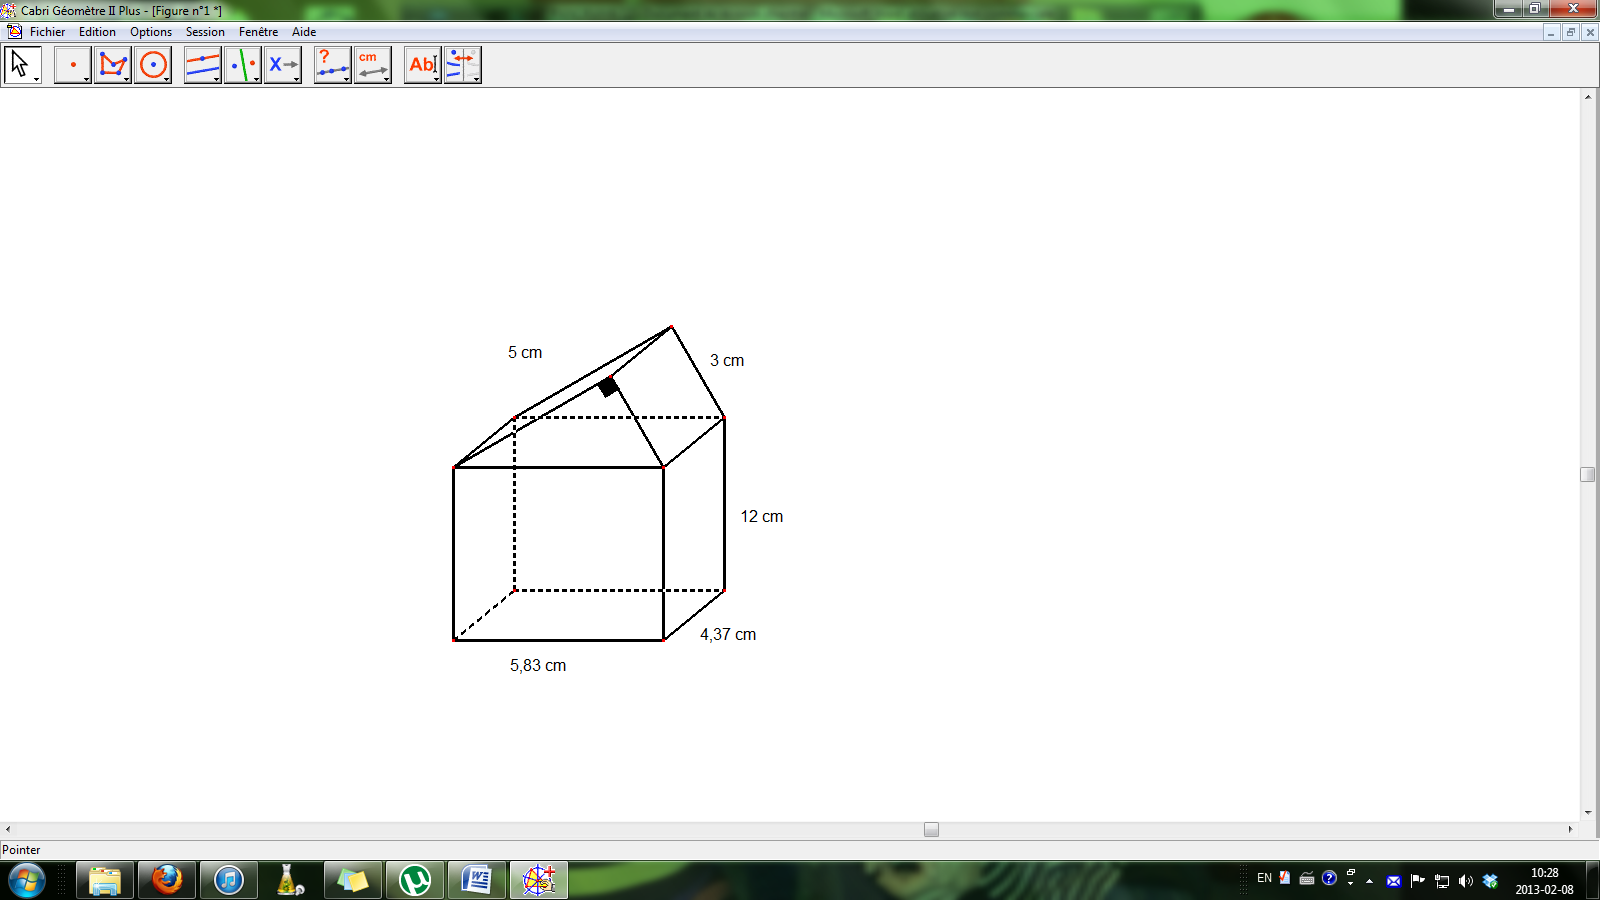 Cabri Géomètre II Plus - [Figure n°1 *]
Fichier Edition Options Session Fenêtre Aide
? cm
X Ab
5 cm
3 cm
12 cm
4,37 cm
5,83 cm
Pointer
EN
10:28
2013-02-08